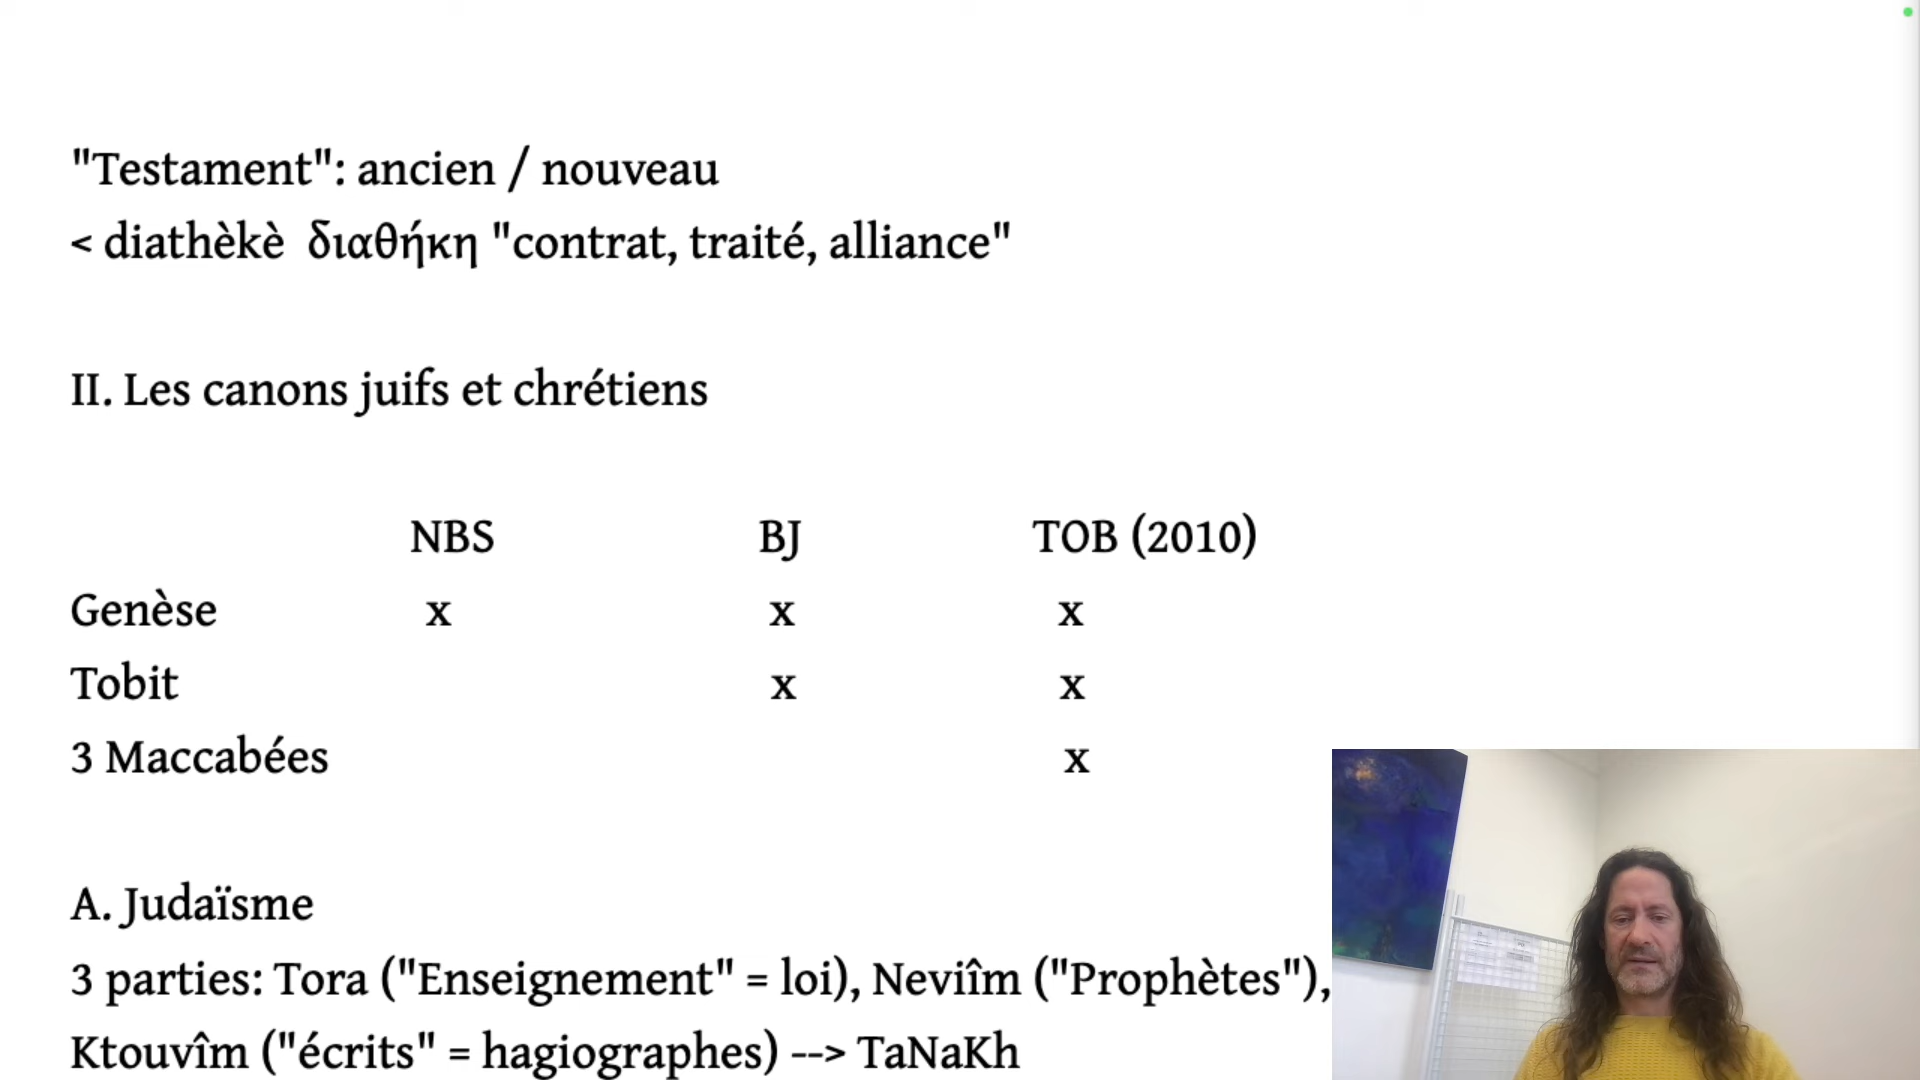 "Testament": ancien / nouveau
< diathèkè διαθήκη "contrat, traité, alliance"
II. Les canons juifs et chrétiens
NBS BJ TOB (2010)
Genèse x x x
Tobit x x
3 Maccabées x
A. Judaïsme
3 parties: Tora ("Enseignement" = loi), Neviîm ("Prophètes"),
Ktouvîm ("écrits" = hagiographes) --> TaNaKh